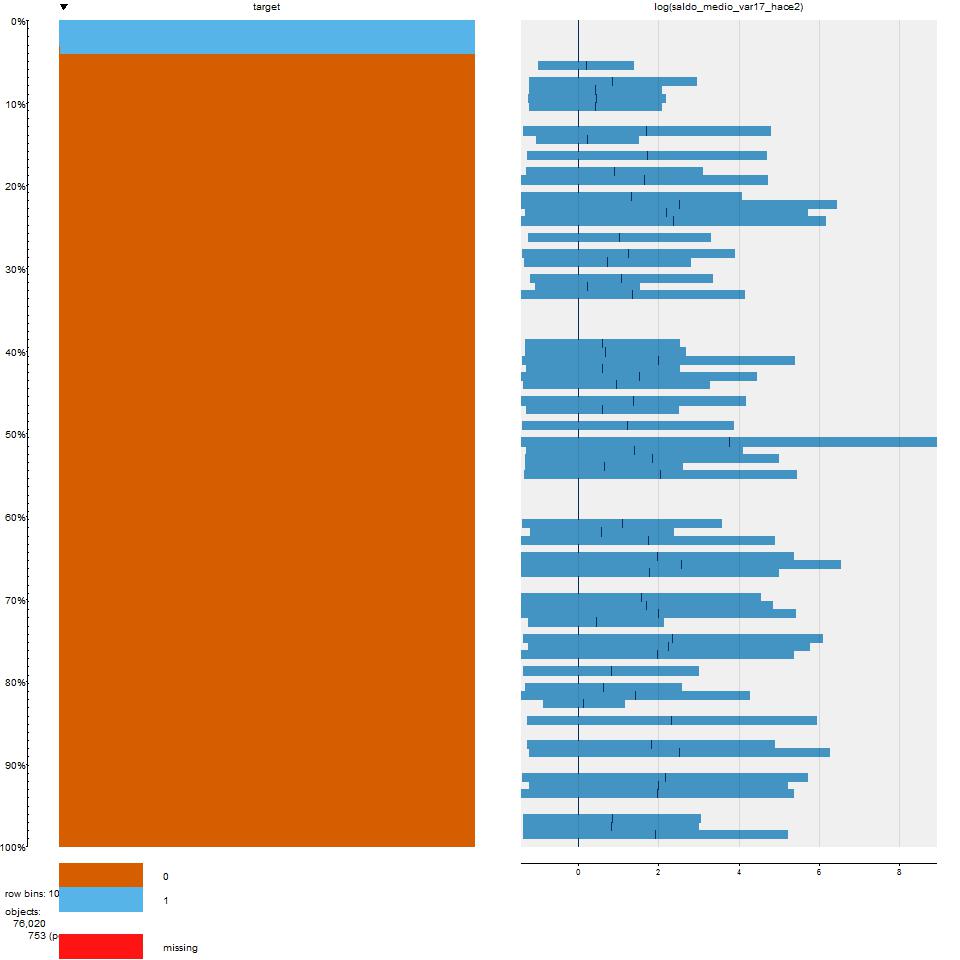 target
log(saldo_medio_var17_hace2)
0%
10%
20%
30%
40%
50%
60%
70%
80%
90%
100%
0 2 4 6 8
0
row bins: 10
1
objects:
76,020
753 (p
missing